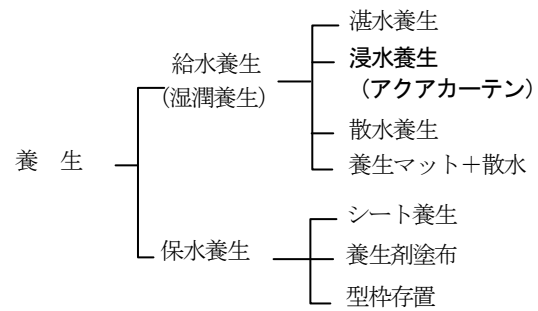 湛水養生
浸水養生
(アクアカーテン)
給水養生
(湿潤養生)
散水養生
養生マット+散水
養 生
シート養生
保水養生
養生剤塗布
型枠存置